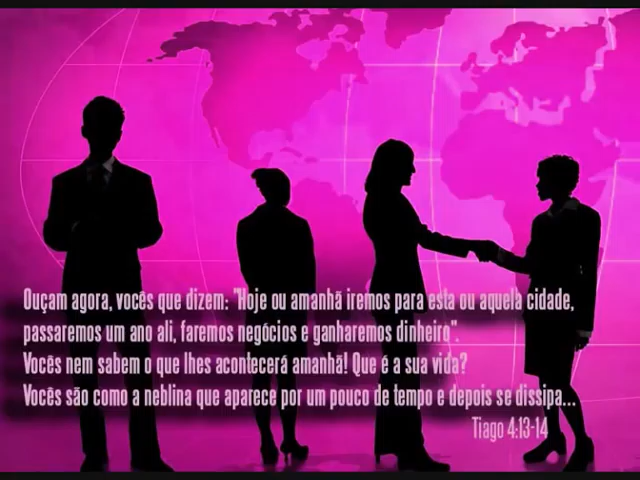 Ouçam agora, vocês que dizem: "Hoje ou amanhã iremos para esta ou aquela cidade,
passaremos um ano ali, faremos negócios e ganharemos dinheiro".
Vocês nem sabem o que lhes acontecerá amanhã! Que é a sua vida?
Vocês são como a neblina que aparece por um pouco de tempo e depois se dissipa...
Tiago 4:13-14